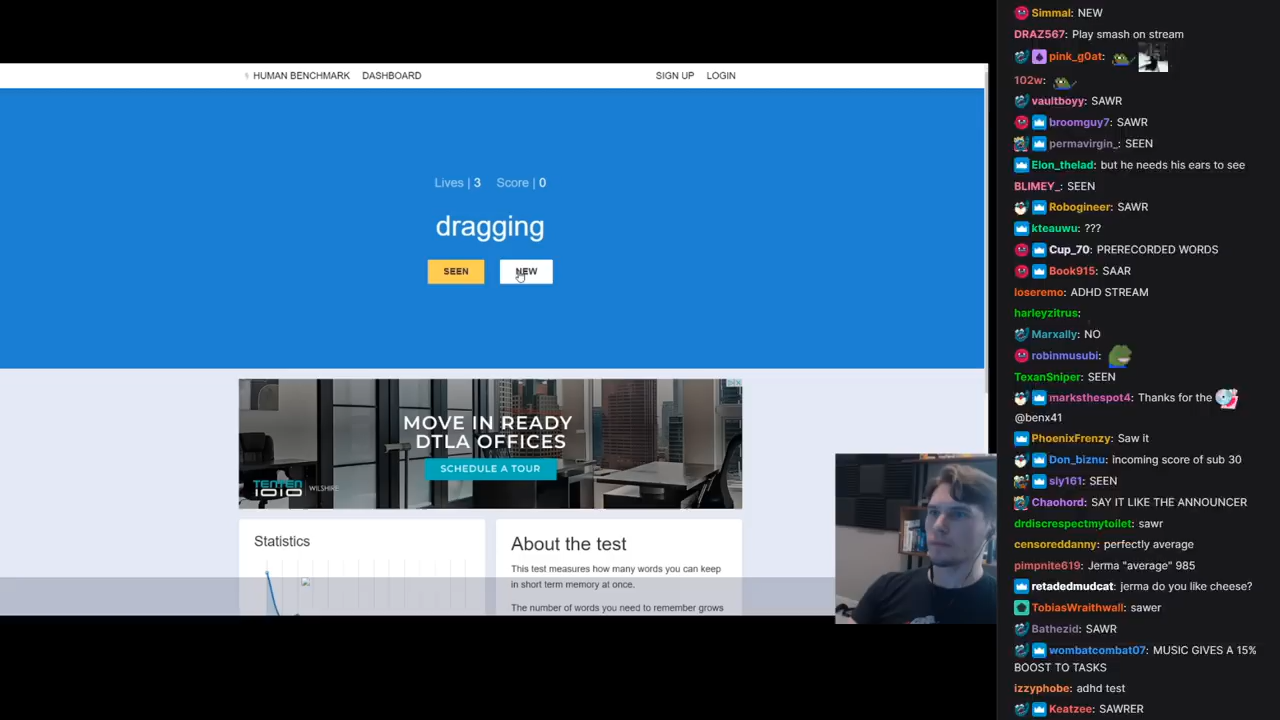 HUMAN BENCHMARK DASHBOARD SIGN UP LOGIN
Lives | 3 Score | 0
dragging
SEEN NEW
MOVE IN READY
DTLA OFFICES
SCHEDULE A TOUR
TENTEN
1010 WILSHIRE
Statistics
About the test
This test measures how many words you can keep
in short term memory at once.
The number of words you need to remember grows
Simmal: NEW
DRAZ567: Play smash on stream
pink_g0at:
102w:
vaultboyy: SAWR
broomguy7: SAWR
permavirgin_: SEEN
Elon_thelad: but he needs his ears to see
BLIMEY_: SEEN
Robogineer: SAWR
kteauwu: ???
Cup_70: PRERECORDED WORDS
Book915: SAAR
loseremo: ADHD STREAM
harleyzitrus:
Marxally: NO
robinmusubi:
TexanSniper: SEEN
marksthespot4: Thanks for the
@benx41
PhoenixFrenzy: Saw it
Don_biznu: incoming score of sub 30
siy161: SEEN
Chaohord: SAY IT LIKE THE ANNOUNCER
drdiscrespectmytoilet: sawr
censoreddanny: perfectly average
pimpnite619: Jerma "average" 985
retadedmudcat: jerma do you like cheese?
TobiasWraithwall: sawer
Bathezid: SAWR
wombatcombat07: MUSIC GIVES A 15%
BOOST TO TASKS
izzyphobe: adhd test
Keatzee: SAWRER